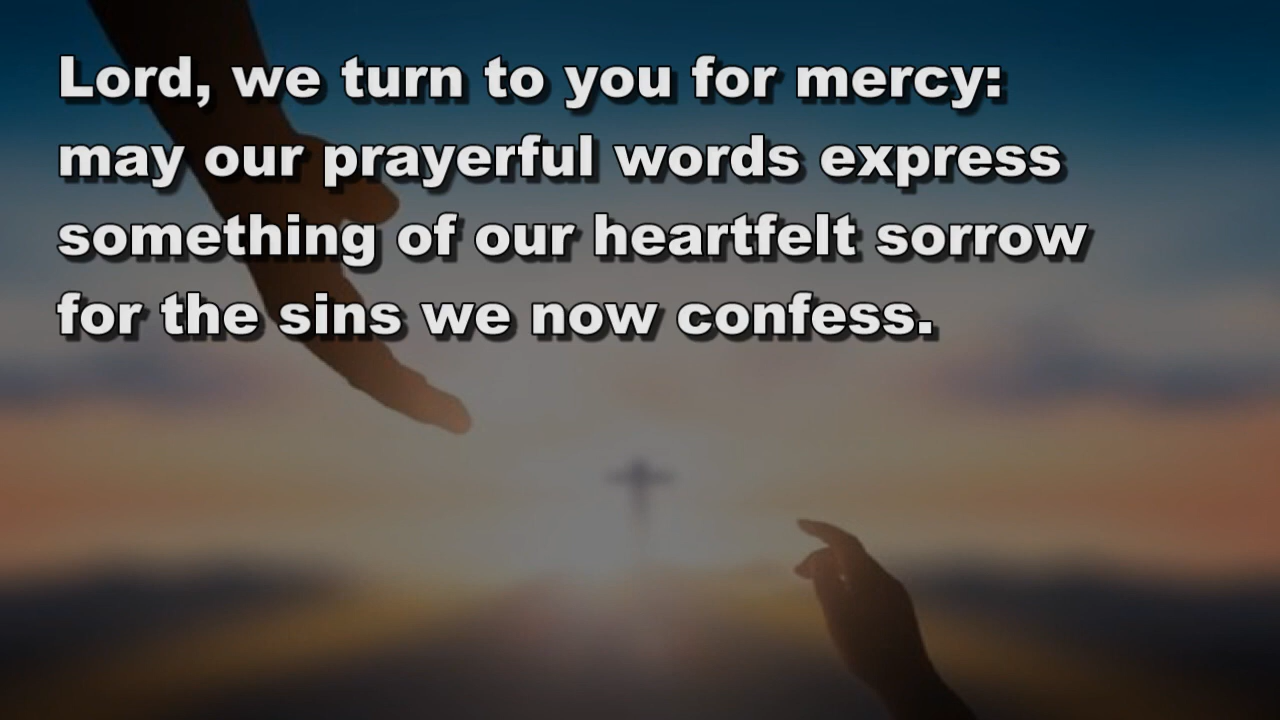 Lord, we turn to you for mercy:
may our prayerful words express
something of our heartfelt sorrow
for the sins we now confess.